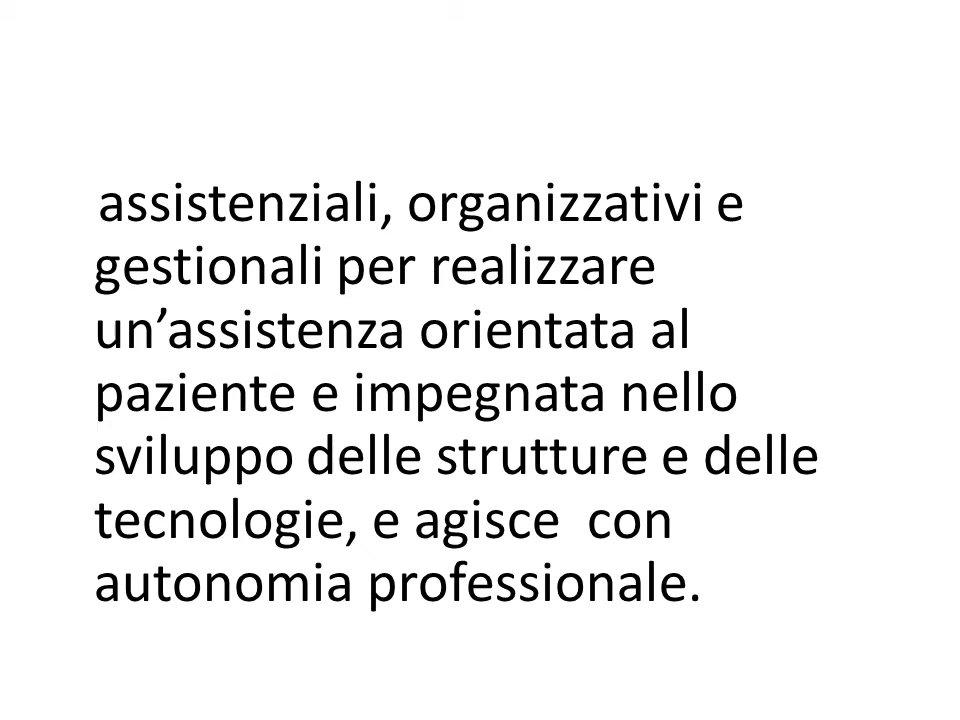 assistenziali, organizzativi e
gestionali per realizzare
un’assistenza orientata al
paziente e impegnata nello
sviluppo delle strutture e delle
tecnologie, e agisce  con
autonomia professionale.